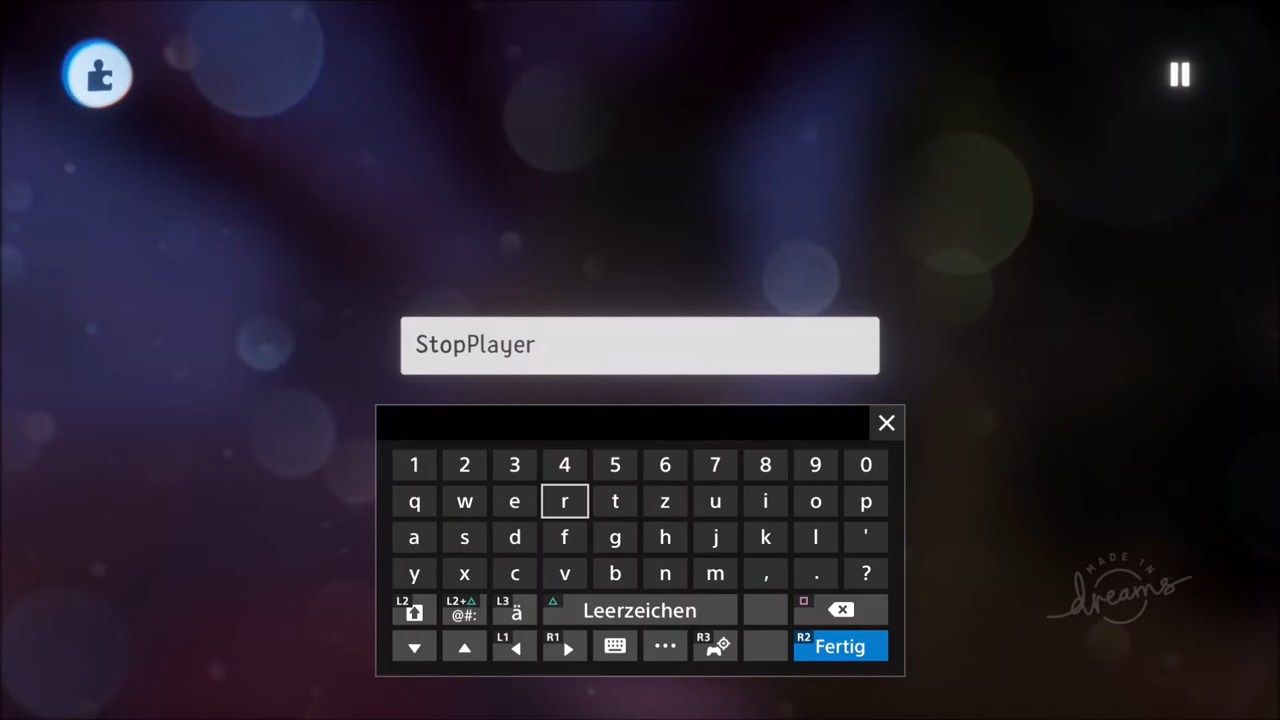 StopPlayer
1 2 3 4 5 6 7 8 9 0
q w e r t z u i o p
a s d f g h j k l '
y x c v b n m , . ?
L2 L2+△ @#: L3 ä △ Leerzeichen □
L1 R1 ... R3 R2 Fertig
MADE IN
dreams